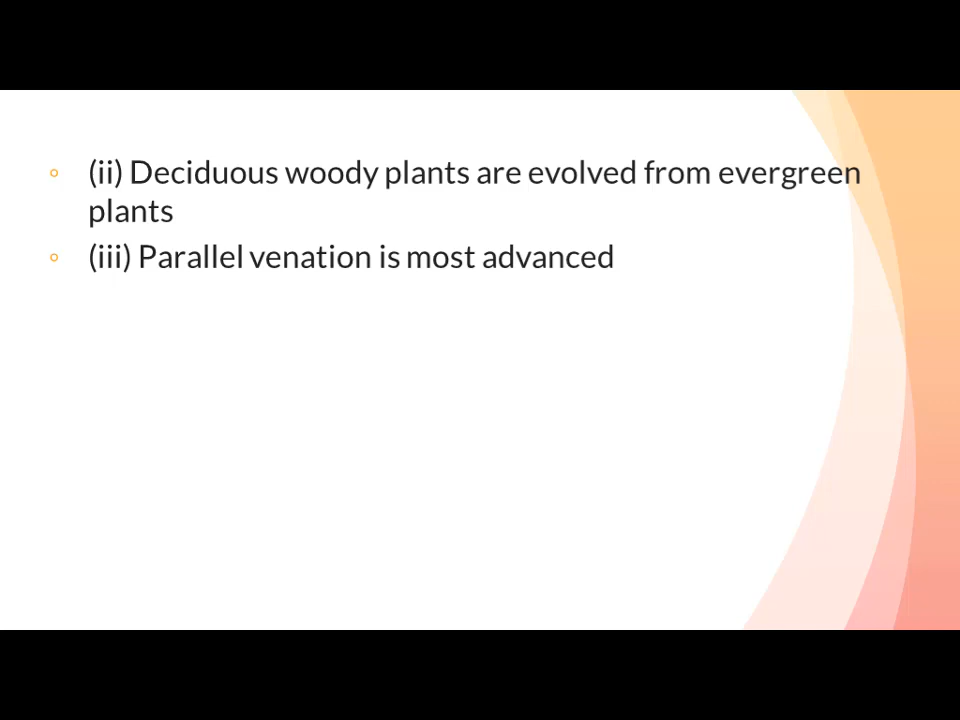 (ii) Deciduous woody plants are evolved from evergreen
plants
(iii) Parallel venation is most advanced